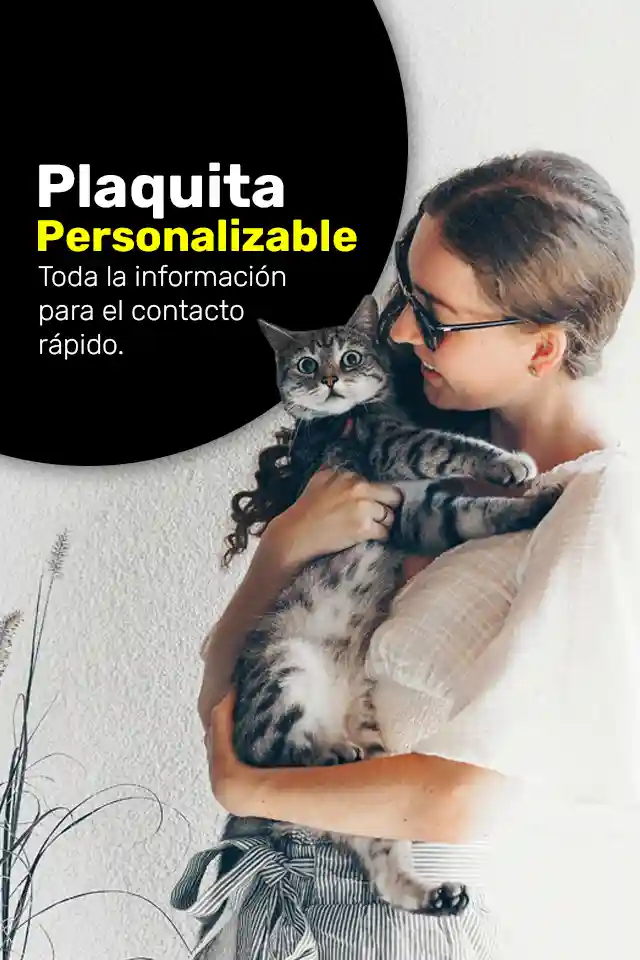 Plaquita
Personalizable
Toda la información
para el contacto
rápido.